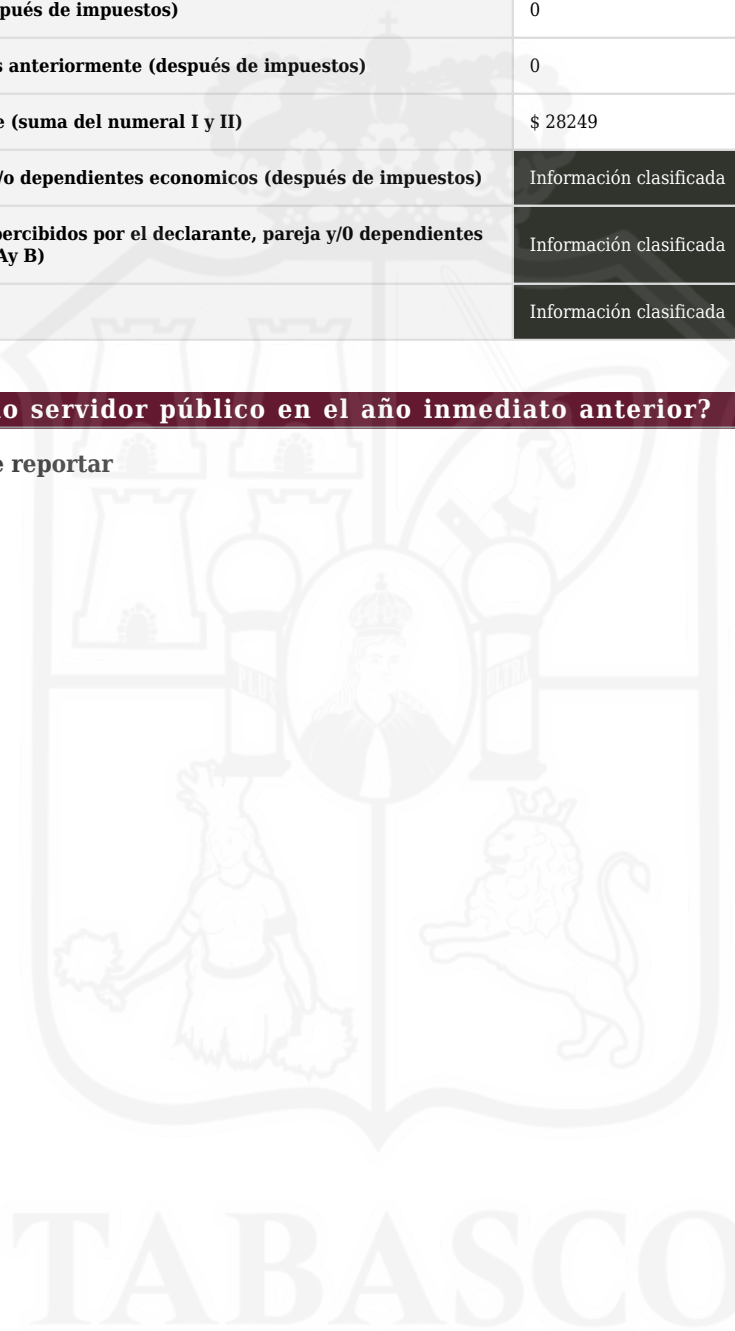 pués de impuestos)
0
s anteriormente (después de impuestos)
0
e (suma del numeral I y II)
$ 28249
/o dependientes economicos (después de impuestos)
Información clasificada
percibidos por el declarante, pareja y/0 dependientes
Ay B)
Información clasificada
Información clasificada
o servidor público en el año inmediato anterior?
e reportar
PLUS
ULTRA
TABASCO